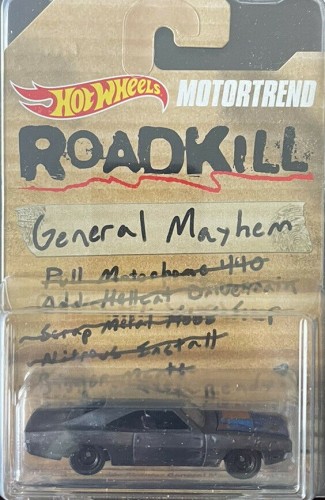 Hot Wheels MOTORTREND
ROADKILL
General Mayhem
Pull Motorhome 440
Add Hellcat Drivetrain
Scrap Metal Hood
Nitrous Install